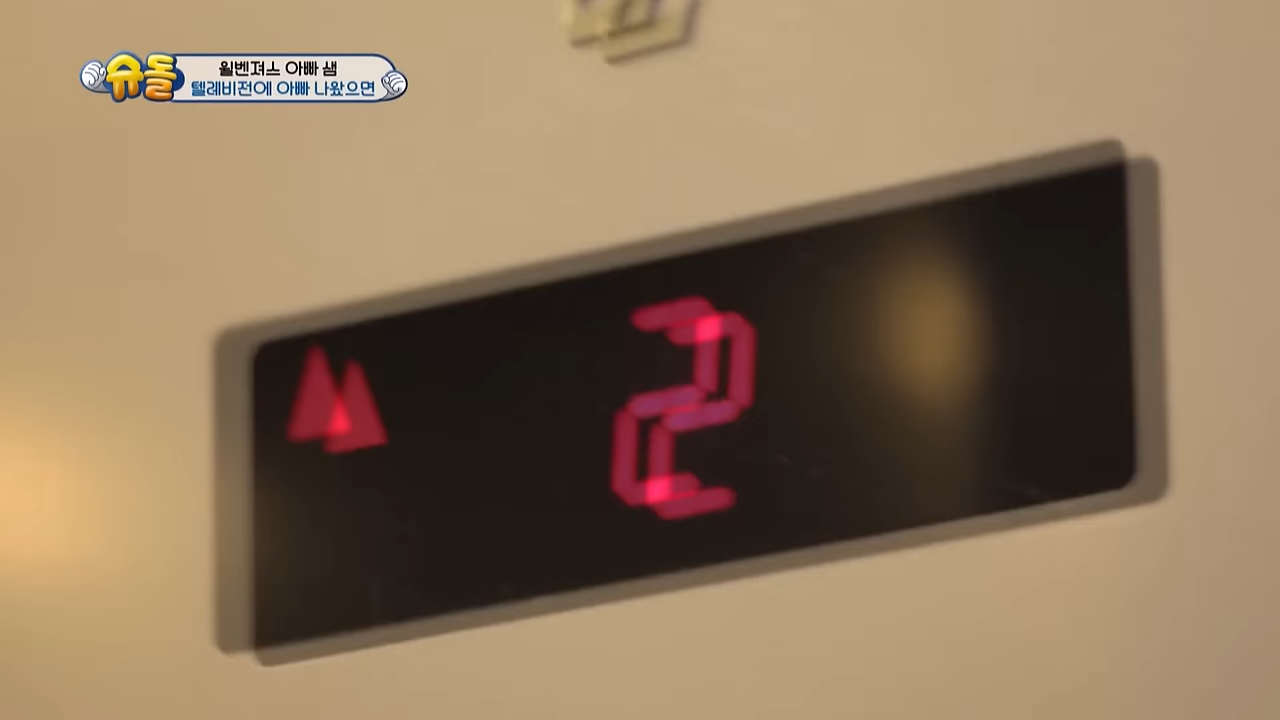 슈돌
윌벤져스 아빠 샘
텔레비전에 아빠 나왔으면
2